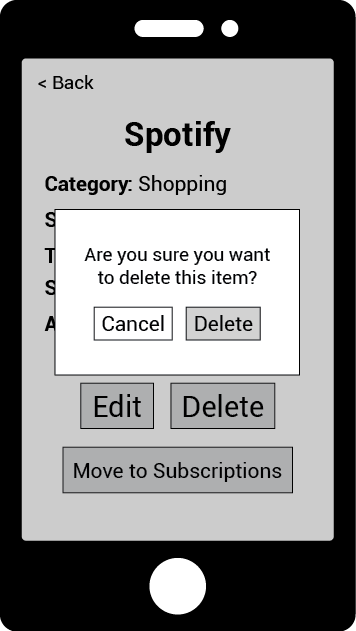 < Back
Spotify
Category: Shopping
S
T
S
A
Are you sure you want
to delete this item?
Cancel Delete
Edit Delete
Move to Subscriptions